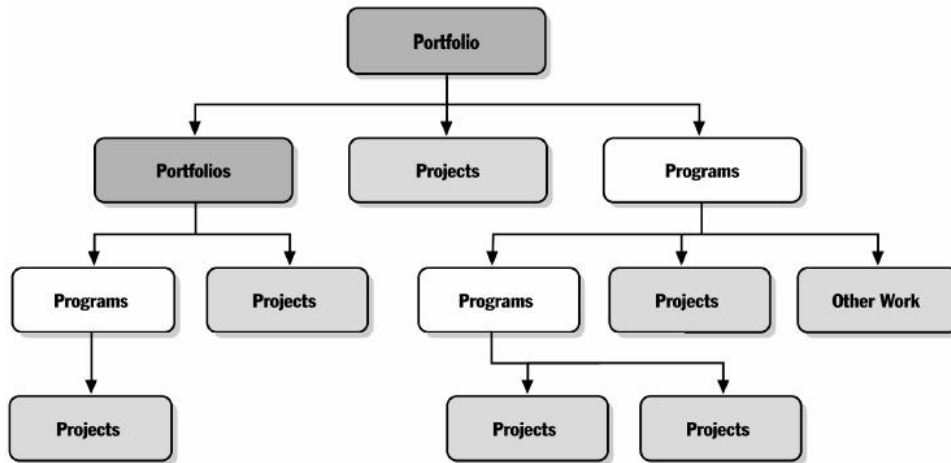 Portfolio
Portfolios
Projects
Programs
Programs
Projects
Programs
Projects
Other Work
Projects
Projects
Projects